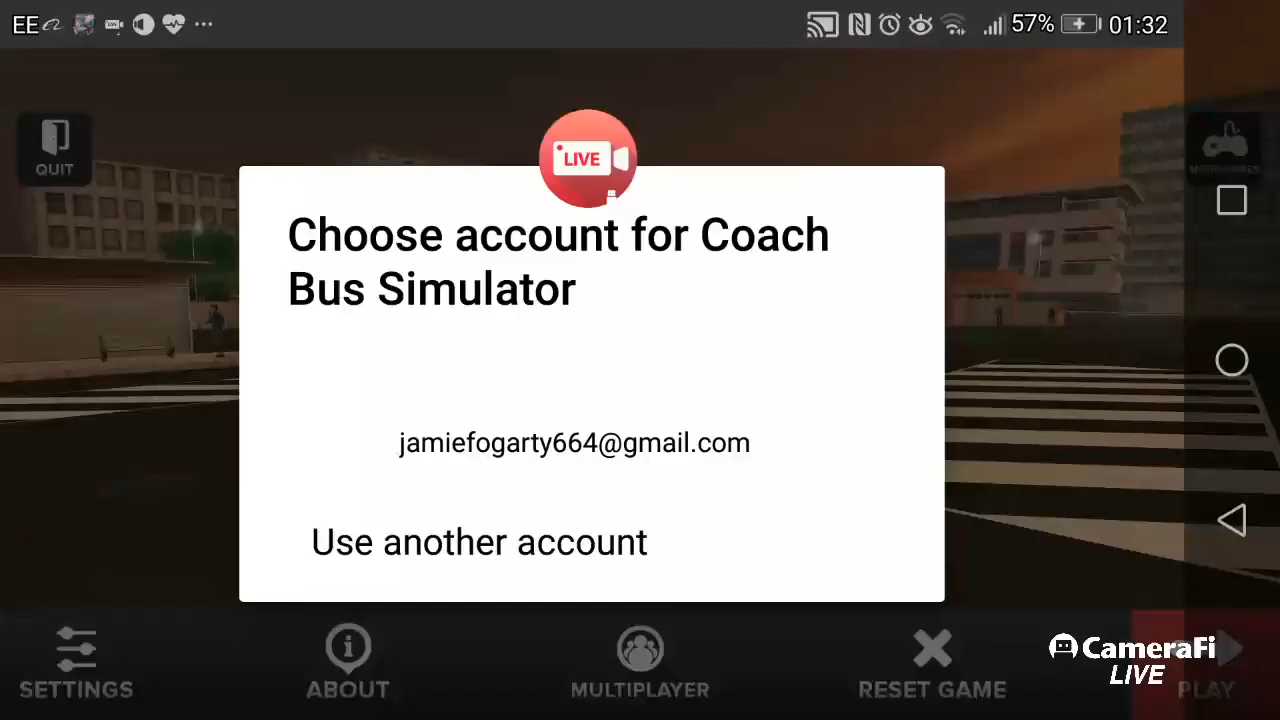 EE 57% 01:32
QUIT
LIVE
Choose account for Coach
Bus Simulator
jamiefogarty664@gmail.com
Use another account
SETTINGS
ABOUT
MULTIPLAYER
RESET GAME
CameraFi
LIVE
PLAY